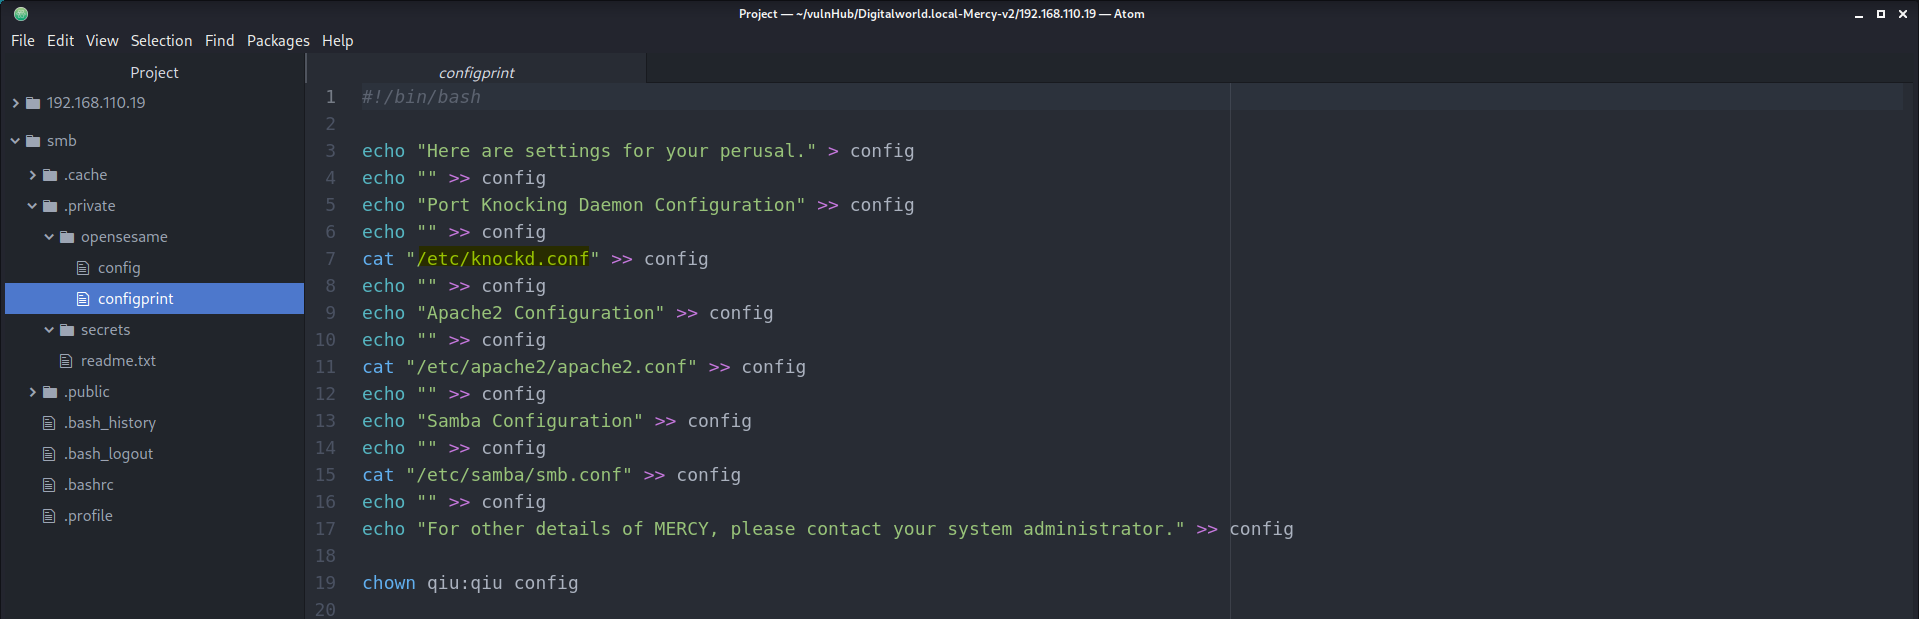 Project — ~/vulnHub/Digitalworld.local-Mercy-v2/192.168.110.19 — Atom
File Edit View Selection Find Packages Help
Project
192.168.110.19
smb
.cache
.private
opensesame
config
configprint
secrets
readme.txt
.public
.bash_history
.bash_logout
.bashrc
.profile
configprint
1 #!/bin/bash
2
3 echo "Here are settings for your perusal." > config
4 echo "" >> config
5 echo "Port Knocking Daemon Configuration" >> config
6 echo "" >> config
7 cat "/etc/knockd.conf" >> config
8 echo "" >> config
9 echo "Apache2 Configuration" >> config
10 echo "" >> config
11 cat "/etc/apache2/apache2.conf" >> config
12 echo "" >> config
13 echo "Samba Configuration" >> config
14 echo "" >> config
15 cat "/etc/samba/smb.conf" >> config
16 echo "" >> config
17 echo "For other details of MERCY, please contact your system administrator." >> config
18
19 chown qiu:qiu config
20